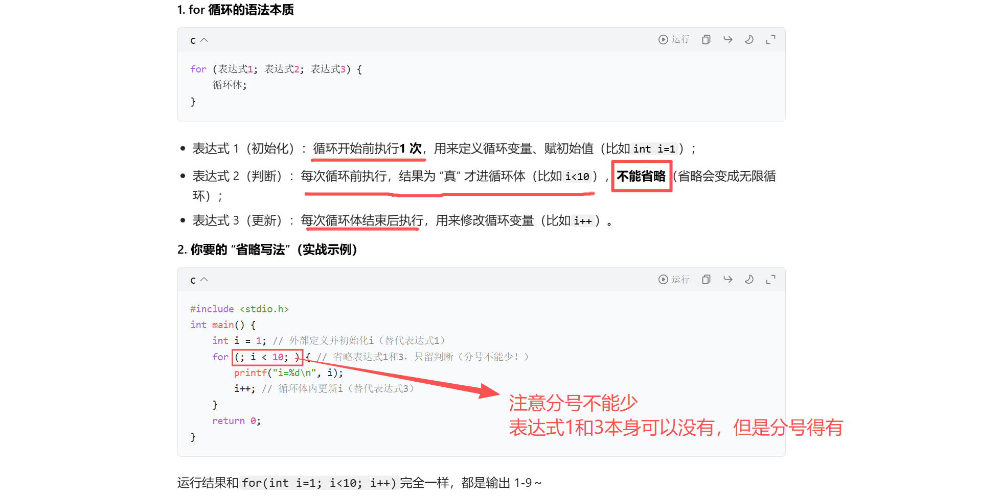 1. for 循环的语法本质
C
运行
for (表达式1; 表达式2; 表达式3) {
循环体;
}
表达式 1（初始化）：循环开始前执行1 次，用来定义循环变量、赋初始值（比如int i=1）；
表达式 2（判断）：每次循环前执行，结果为 “真” 才进循环体（比如i<10），不能省略（省略会变成无限循
环）；
表达式 3（更新）：每次循环体结束后执行，用来修改循环变量（比如i++）。
2. 你要的 “省略写法”（实战示例）
C
运行
#include <stdio.h>
int main() {
int i = 1; // 外部定义并初始化i（替代表达式1）
for (; i < 10; ) { // 省略表达式1和3，只留判断（分号不能少！）
printf("i=%d\n", i);
i++; // 循环体内更新i（替代表达式3）
}
return 0;
}
注意分号不能少
表达式1和3本身可以没有，但是分号得有
运行结果和for(int i=1; i<10; i++)完全一样，都是输出 1-9～